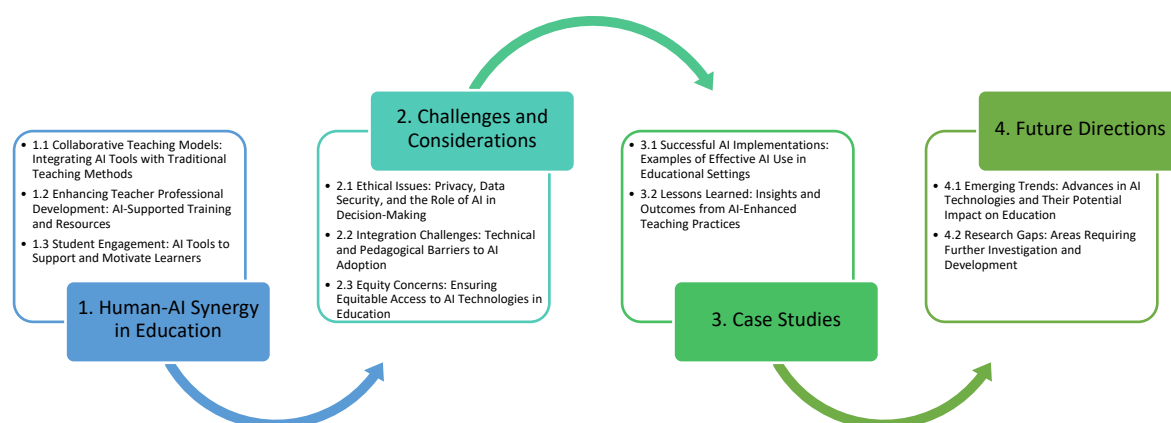 • 1.1 Collaborative Teaching Models:
Integrating AI Tools with Traditional
Teaching Methods
• 1.2 Enhancing Teacher Professional
Development: AI-Supported Training
and Resources
• 1.3 Student Engagement: AI Tools to
Support and Motivate Learners
1. Human-AI Synergy
in Education
2. Challenges and
Considerations
• 2.1 Ethical Issues: Privacy, Data
Security, and the Role of AI in
Decision-Making
• 2.2 Integration Challenges: Technical
and Pedagogical Barriers to AI
Adoption
• 2.3 Equity Concerns: Ensuring
Equitable Access to AI Technologies in
Education
• 3.1 Successful AI Implementations:
Examples of Effective AI Use in
Educational Settings
• 3.2 Lessons Learned: Insights and
Outcomes from AI-Enhanced
Teaching Practices
3. Case Studies
4. Future Directions
• 4.1 Emerging Trends: Advances in AI
Technologies and Their Potential
Impact on Education
• 4.2 Research Gaps: Areas Requiring
Further Investigation and
Development